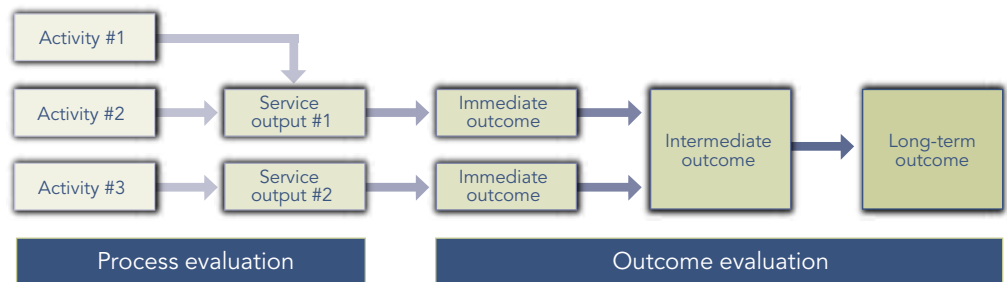 Activity #1
Activity #2
Service
output #1
Immediate
outcome
Intermediate
outcome
Long-term
outcome
Activity #3
Service
output #2
Immediate
outcome
Process evaluation
Outcome evaluation